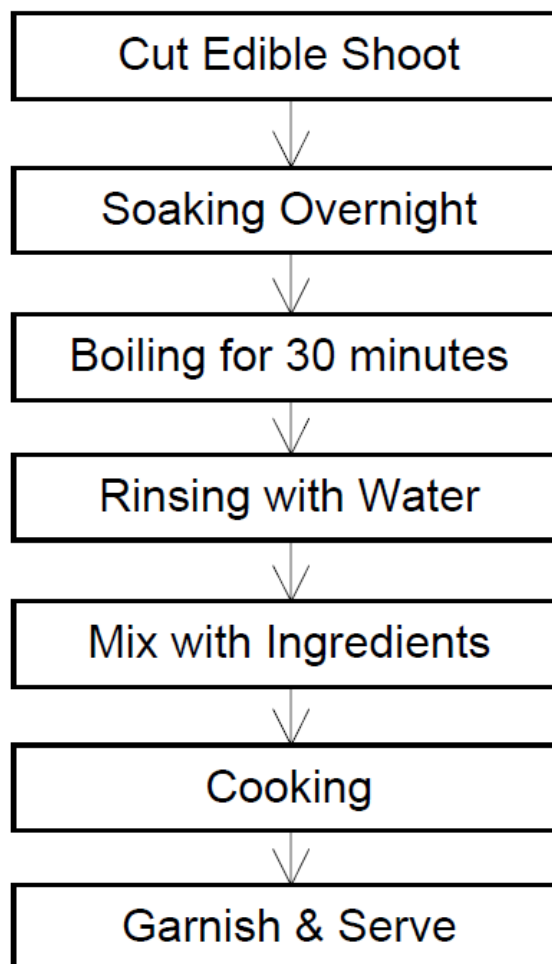 Cut Edible Shoot
Soaking Overnight
Boiling for 30 minutes
Rinsing with Water
Mix with Ingredients
Cooking
Garnish & Serve